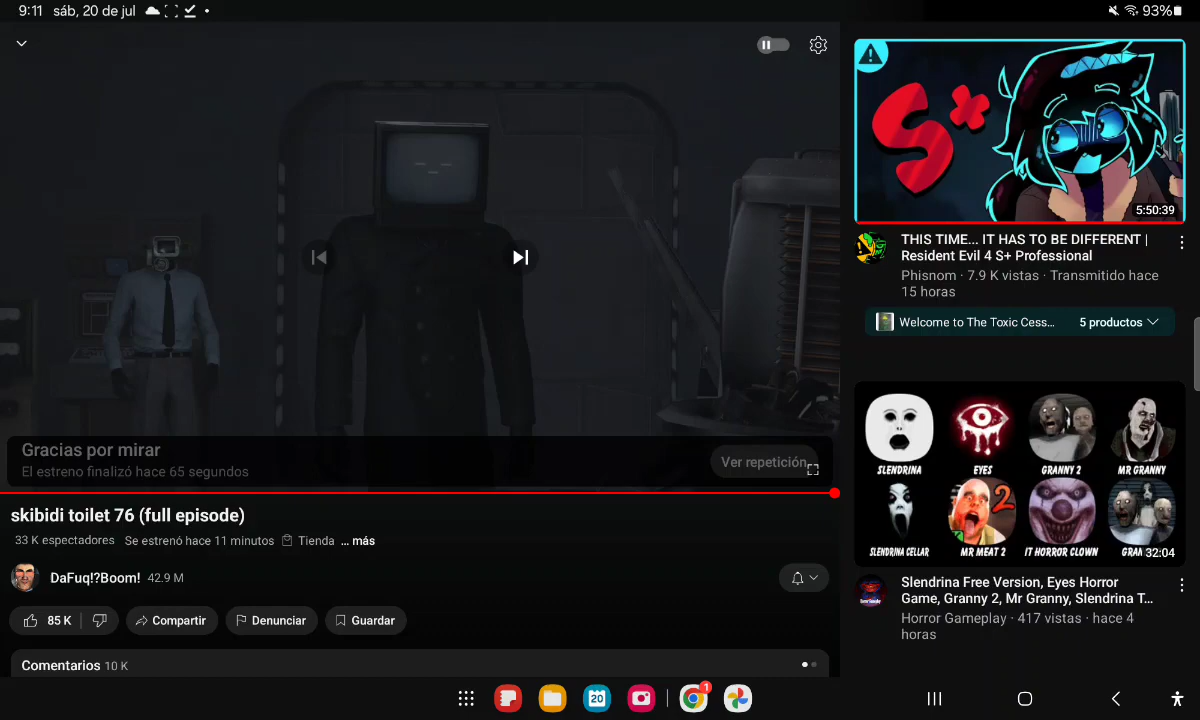 9:11 sáb, 20 de jul
93%
Gracias por mirar
El estreno finalizó hace 65 segundos
Ver repetición
skibidi toilet 76 (full episode)
33 K espectadores Se estrenó hace 11 minutos Tienda ... más
DaFuq!?Boom! 42.9 M
85 K
Compartir
Denunciar
Guardar
Comentarios 10 K
S+
5:50:39
THIS TIME... IT HAS TO BE DIFFERENT |
Resident Evil 4 S+ Professional
Phisnom · 7.9 K vistas · Transmitido hace
15 horas
Welcome to The Toxic Cess...
5 productos
SLENDRINA
EYES
GRANNY 2
MR GRANNY
2
SLENDRINA CELLAR
MR MEAT 2
IT HORROR CLOWN
GRAN
32:04
Slendrina Free Version, Eyes Horror
Game, Granny 2, Mr Granny, Slendrina T...
Horror Gameplay · 417 vistas · hace 4
horas
20
1